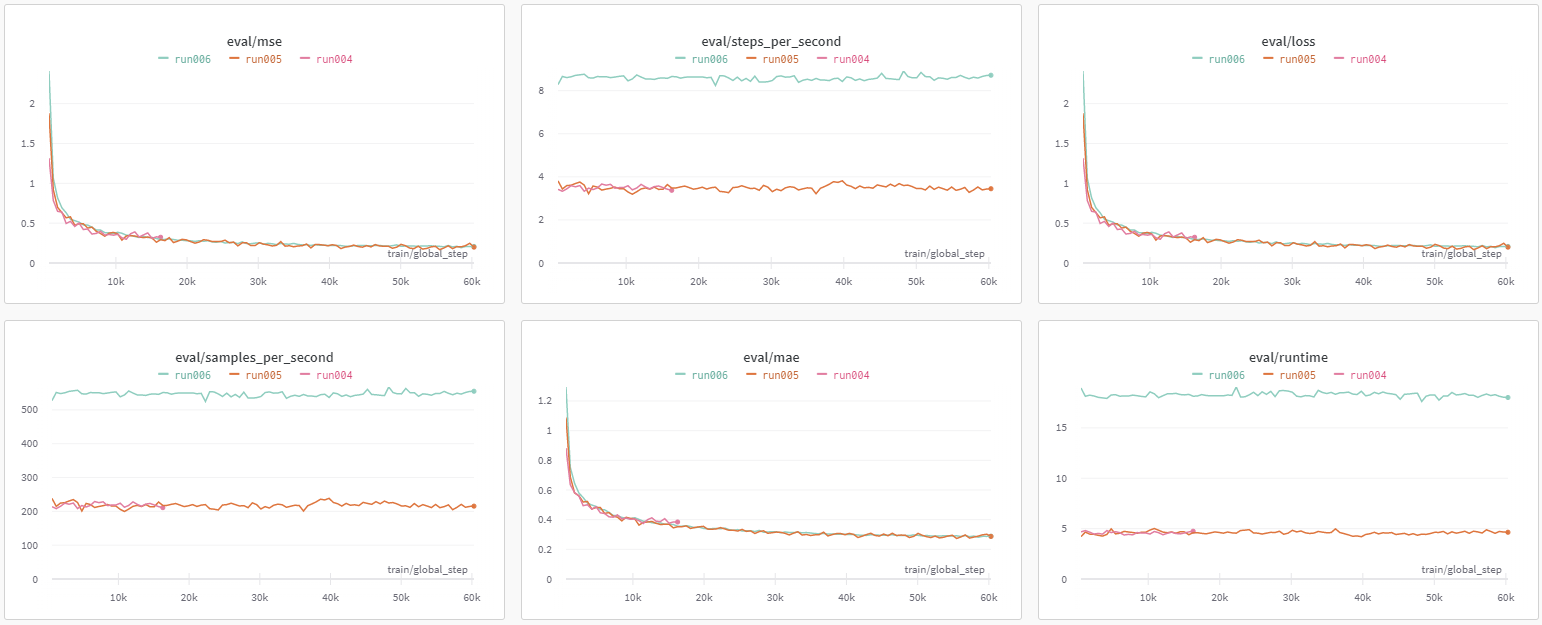 eval/mse
run006 run005 run004
2
1.5
1
0.5
0
train/global_step
10k 20k 30k 40k 50k 60k
eval/steps_per_second
run006 run005 run004
8
6
4
2
0
train/global_step
10k 20k 30k 40k 50k 60k
eval/loss
run006 run005 run004
2
1.5
1
0.5
0
train/global_step
10k 20k 30k 40k 50k 60k
eval/samples_per_second
run006 run005 run004
500
400
300
200
100
0
train/global_step
10k 20k 30k 40k 50k 60k
eval/mae
run006 run005 run004
1.2
1
0.8
0.6
0.4
0.2
0
train/global_step
10k 20k 30k 40k 50k 60k
eval/runtime
run006 run005 run004
15
10
5
0
train/global_step
10k 20k 30k 40k 50k 60k